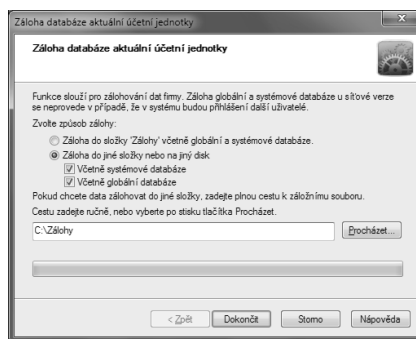 Záloha databáze aktuální účetní jednotky
x
Záloha databáze aktuální účetní jednotky
Funkce slouží pro zálohování dat firmy. Záloha globální a systémové databáze u síťové verze
se neprovede v případě, že v systému budou přihlášení další uživatelé.
Zvolte způsob zálohy:
Záloha do složky 'Zálohy' včetně globální a systémové databáze.
Záloha do jiné složky nebo na jiný disk
Včetně systémové databáze
Včetně globální databáze
Pokud chcete data zálohovat do jiné složky, zadejte plnou cestu k záložnímu souboru.
Cestu zadejte ručně, nebo vyberte po stisku tlačítka Procházet.
C:\Zálohy
Procházet...
< Zpět Dokončit Storno Nápověda